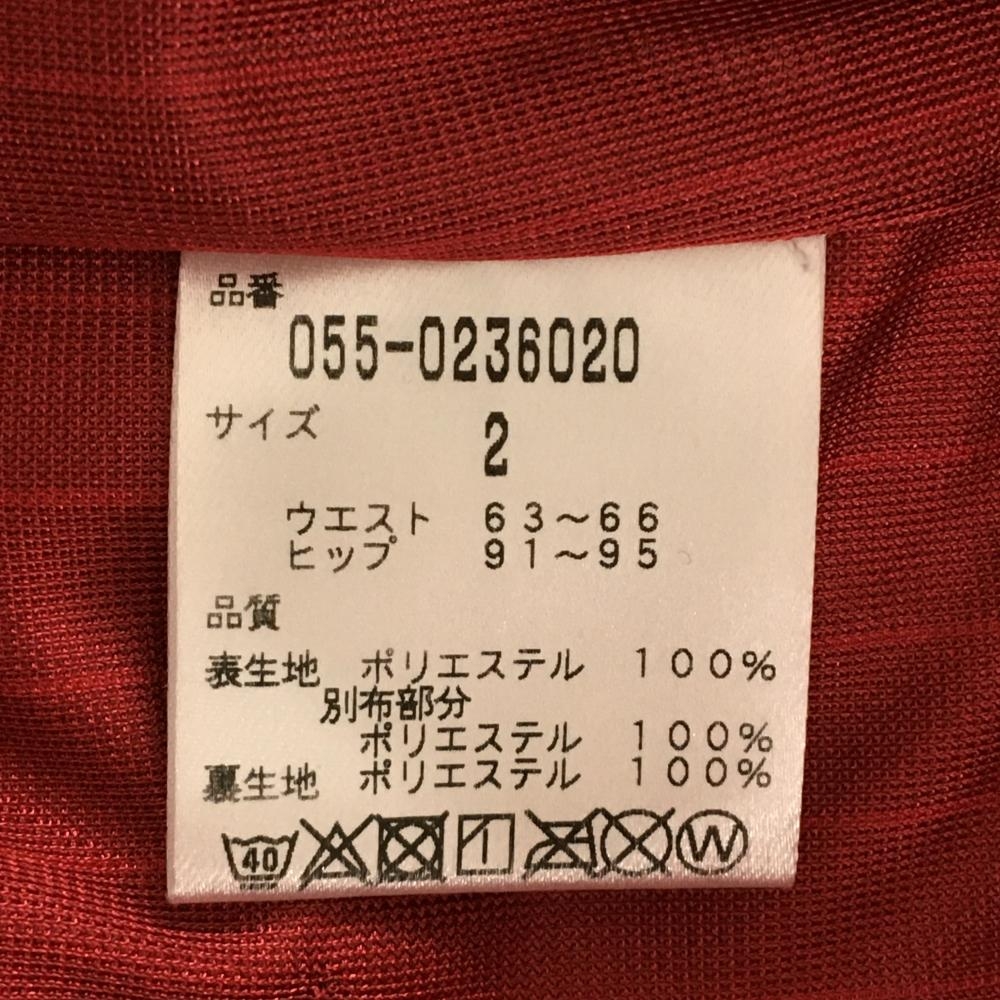 品番
055-0236020
サイズ
2
ウエスト 63～66
ヒップ 91～95
品質
表生地 ポリエステル 100%
別布部分
ポリエステル 100%
裏生地 ポリエステル 100%
40 W